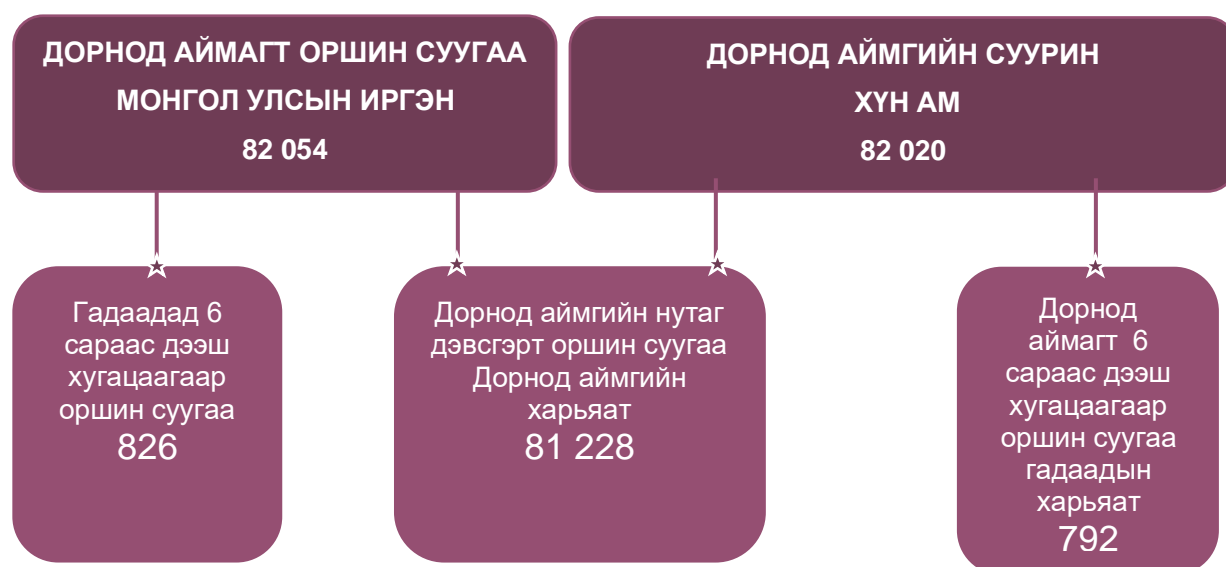 ДОРНОД АЙМАГТ ОРШИН СУУГАА
МОНГОЛ УЛСЫН ИРГЭН
82 054
ДОРНОД АЙМГИЙН СУУРИН
ХҮН АМ
82 020
Гадаадад 6
сараас дээш
хугацаагаар
оршин суугаа
826
Дорнод аймгийн нутаг
дэвсгэрт оршин суугаа
Дорнод аймгийн
харьяат
81 228
Дорнод
аймагт 6
сараас дээш
хугацаагаар
оршин суугаа
гадаадын
харьяат
792